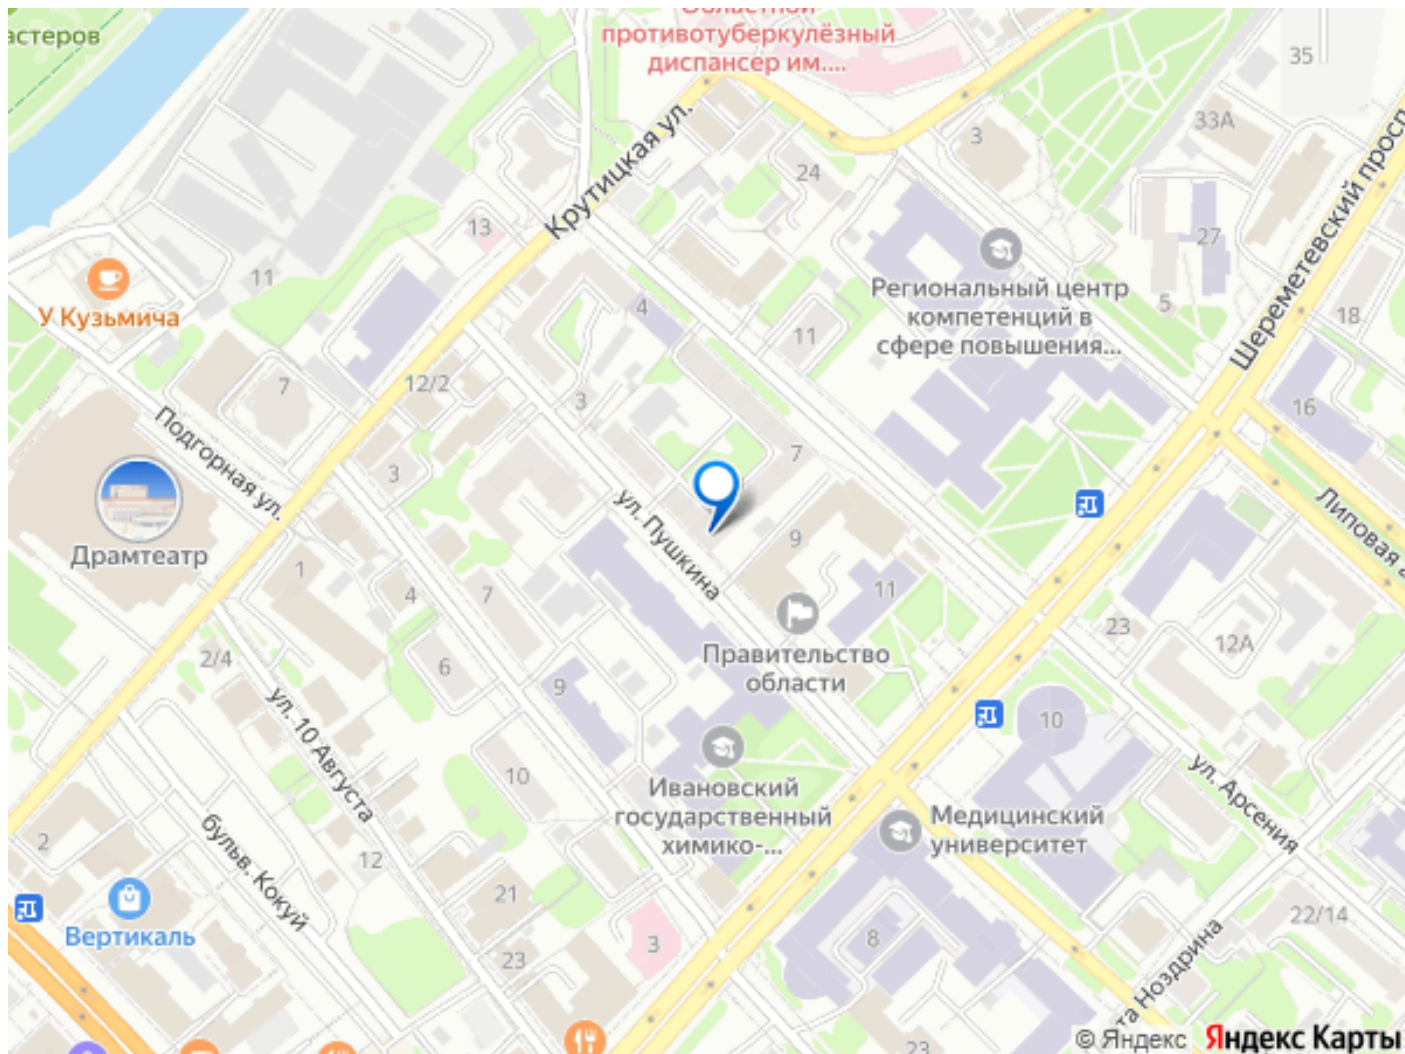 Областной
противотуберкулёзный
диспансер им....
астеров
35
33А
3
Крутицкая ул.
24
Шереметевский просп
13
27
11
У Кузьмича
4
Региональный центр
компетенций в
сфере повышения...
5
18
11
7
12/2
3
16
Подгорная ул.
3
7
Драмтеатр
ул. Пушкина
9
Липовая а
1
4
7
11
23
12А
2/4
6
Правительство
области
9
10
ул. 10 Августа
10
Ивановский
государственный
химико-...
Медицинский
университет
ул. Арсения
2
бульв. Кокуй
12
21
Вертикаль
3
8
22/14
23
та Ноздрина
23
© Яндекс Яндекс Карты